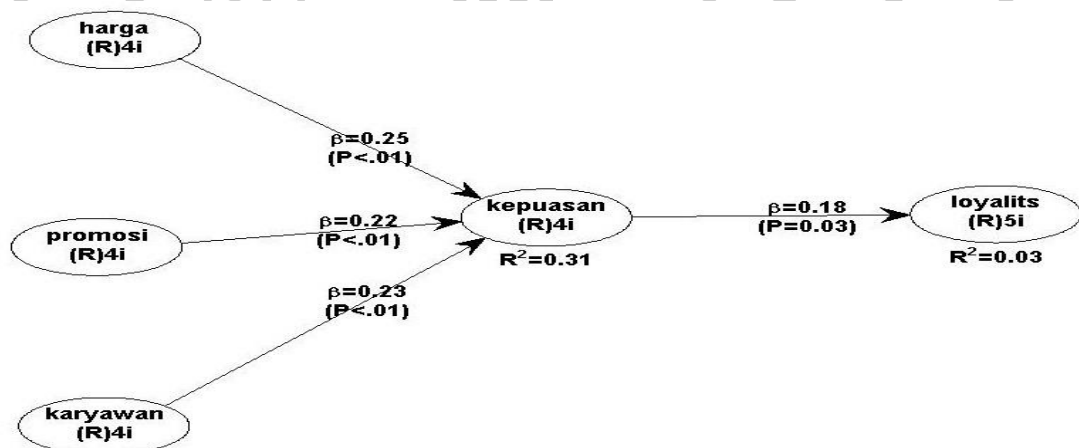 harga
(R)4i
β=0.25
(P<.01)
promosi
(R)4i
β=0.22
(P<.01)
kepuasan
(R)4i
R²=0.31
β=0.18
(P=0.03)
loyalits
(R)5i
R²=0.03
β=0.23
(P<.01)
karyawan
(R)4i